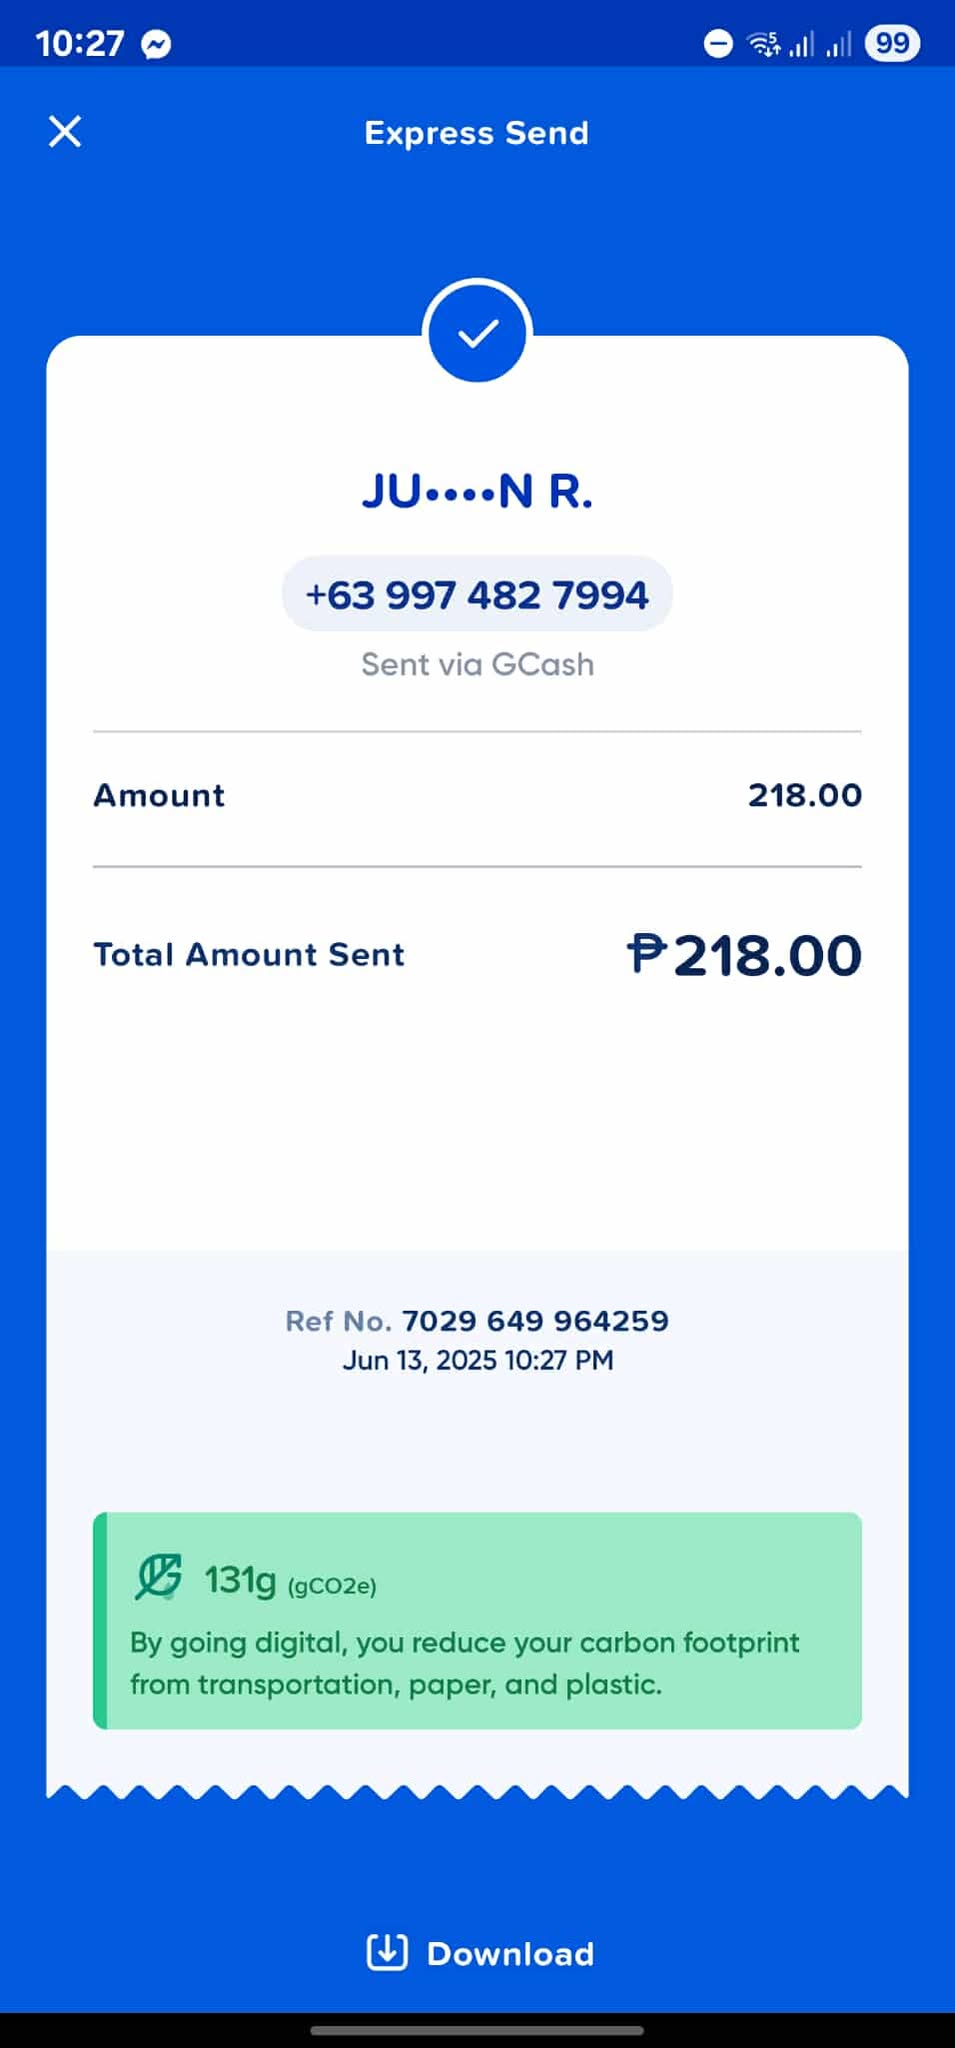 10:27
5
99
Express Send
JU••••N R.
+63 997 482 7994
Sent via GCash
Amount 218.00
Total Amount Sent ₱218.00
Ref No. 7029 649 964259
Jun 13, 2025 10:27 PM
131g (gCO2e)
By going digital, you reduce your carbon footprint
from transportation, paper, and plastic.
Download